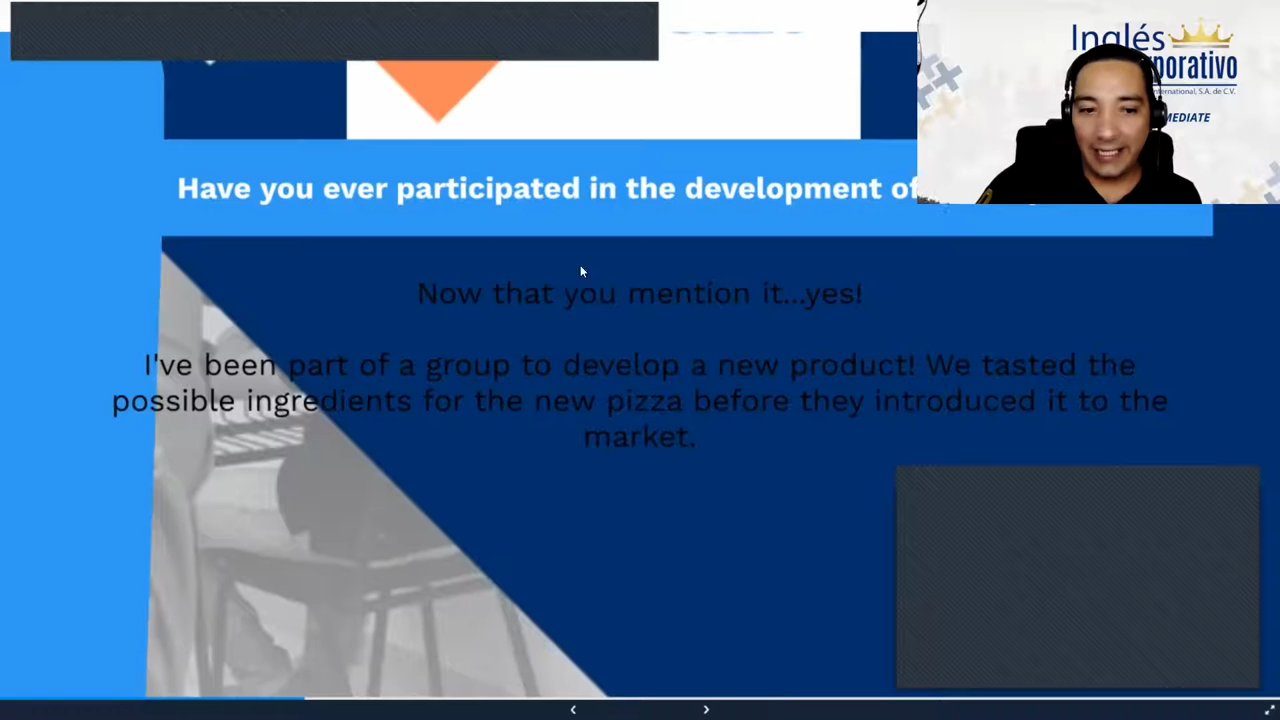 Inglés
porativo
nternational, S.A. de C.V.
MEDIATE
Have you ever participated in the development of
Now that you mention it...yes!
I've been part of a group to develop a new product! We tasted the
possible ingredients for the new pizza before they introduced it to the
market.